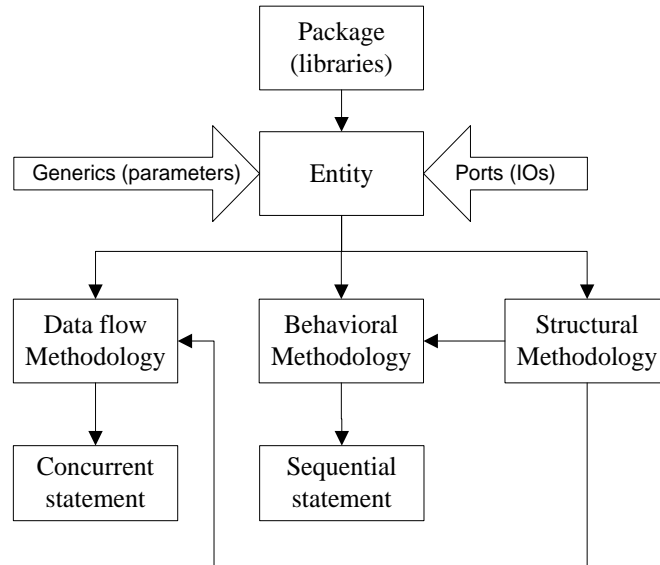 Package
(libraries)
Generics (parameters)
Entity
Ports (IOs)
Data flow
Methodology
Behavioral
Methodology
Structural
Methodology
Concurrent
statement
Sequential
statement